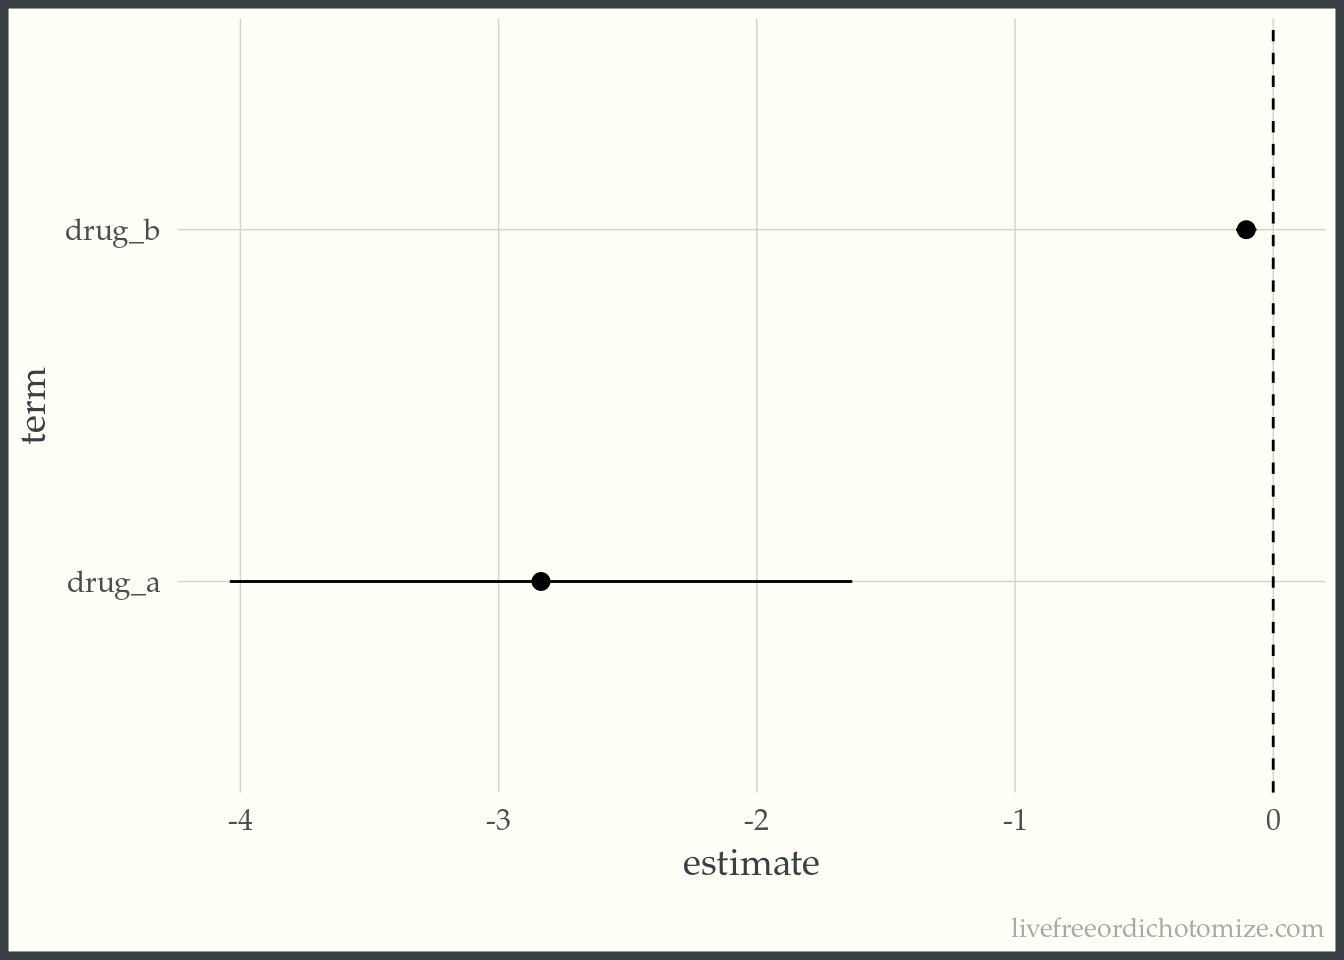 drug_b
term
drug_a
-4 -3 -2 -1 0
estimate
livefreeordichotomize.com